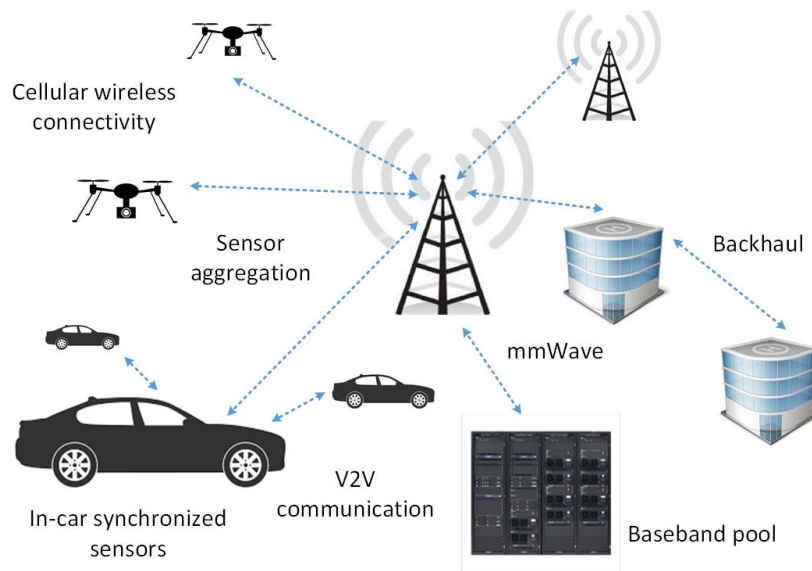 Cellular wireless
connectivity
Sensor
aggregation
Backhaul
mmWave
V2V
communication
In-car synchronized
sensors
Baseband pool